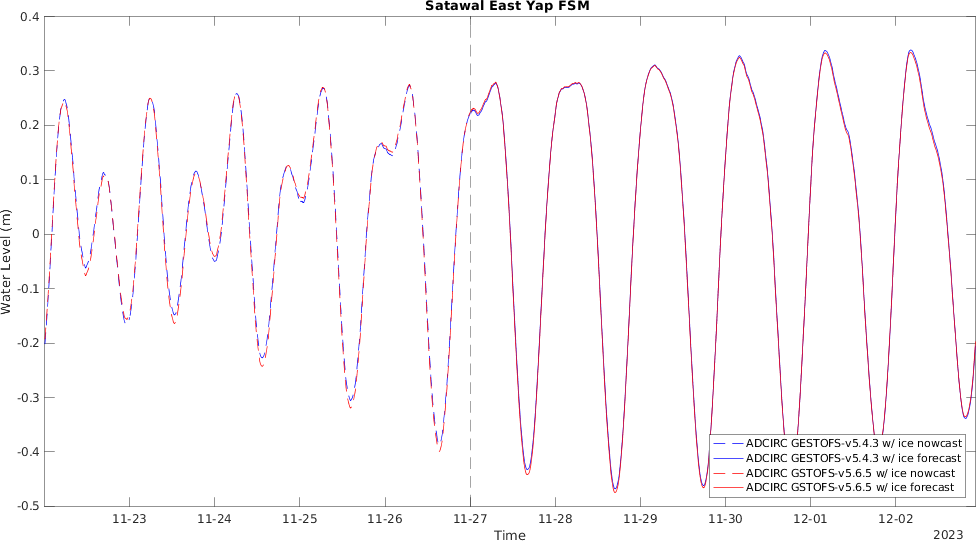 Satawal East Yap FSM
Water Level (m)
0.4
0.3
0.2
0.1
0
-0.1
-0.2
-0.3
-0.4
-0.5
ADCIRC GESTOFS-v5.4.3 w/ ice nowcast
ADCIRC GESTOFS-v5.4.3 w/ ice forecast
ADCIRC GSTOFS-v5.6.5 w/ ice nowcast
ADCIRC GSTOFS-v5.6.5 w/ ice forecast
11-23 11-24 11-25 11-26 11-27 11-28 11-29 11-30 12-01 12-02
Time
2023